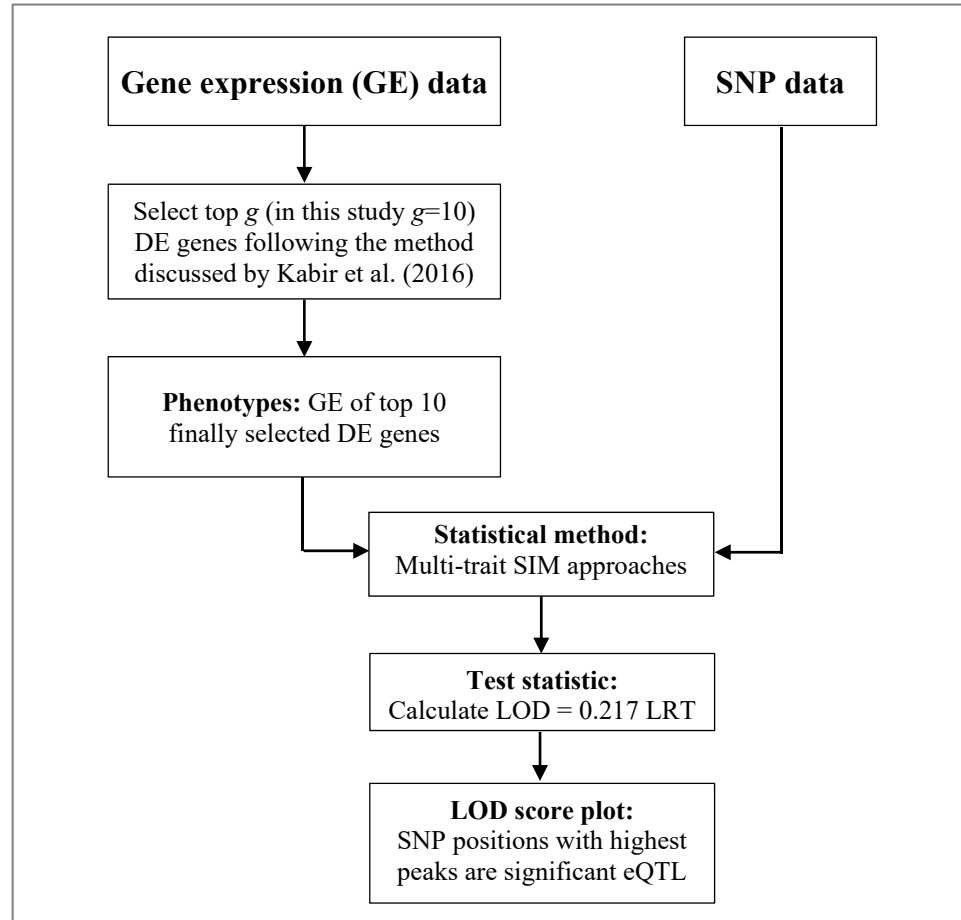 Gene expression (GE) data
SNP data
Select top g (in this study g=10)
DE genes following the method
discussed by Kabir et al. (2016)
Phenotypes: GE of top 10
finally selected DE genes
Statistical method:
Multi-trait SIM approaches
Test statistic:
Calculate LOD = 0.217 LRT
LOD score plot:
SNP positions with highest
peaks are significant eQTL